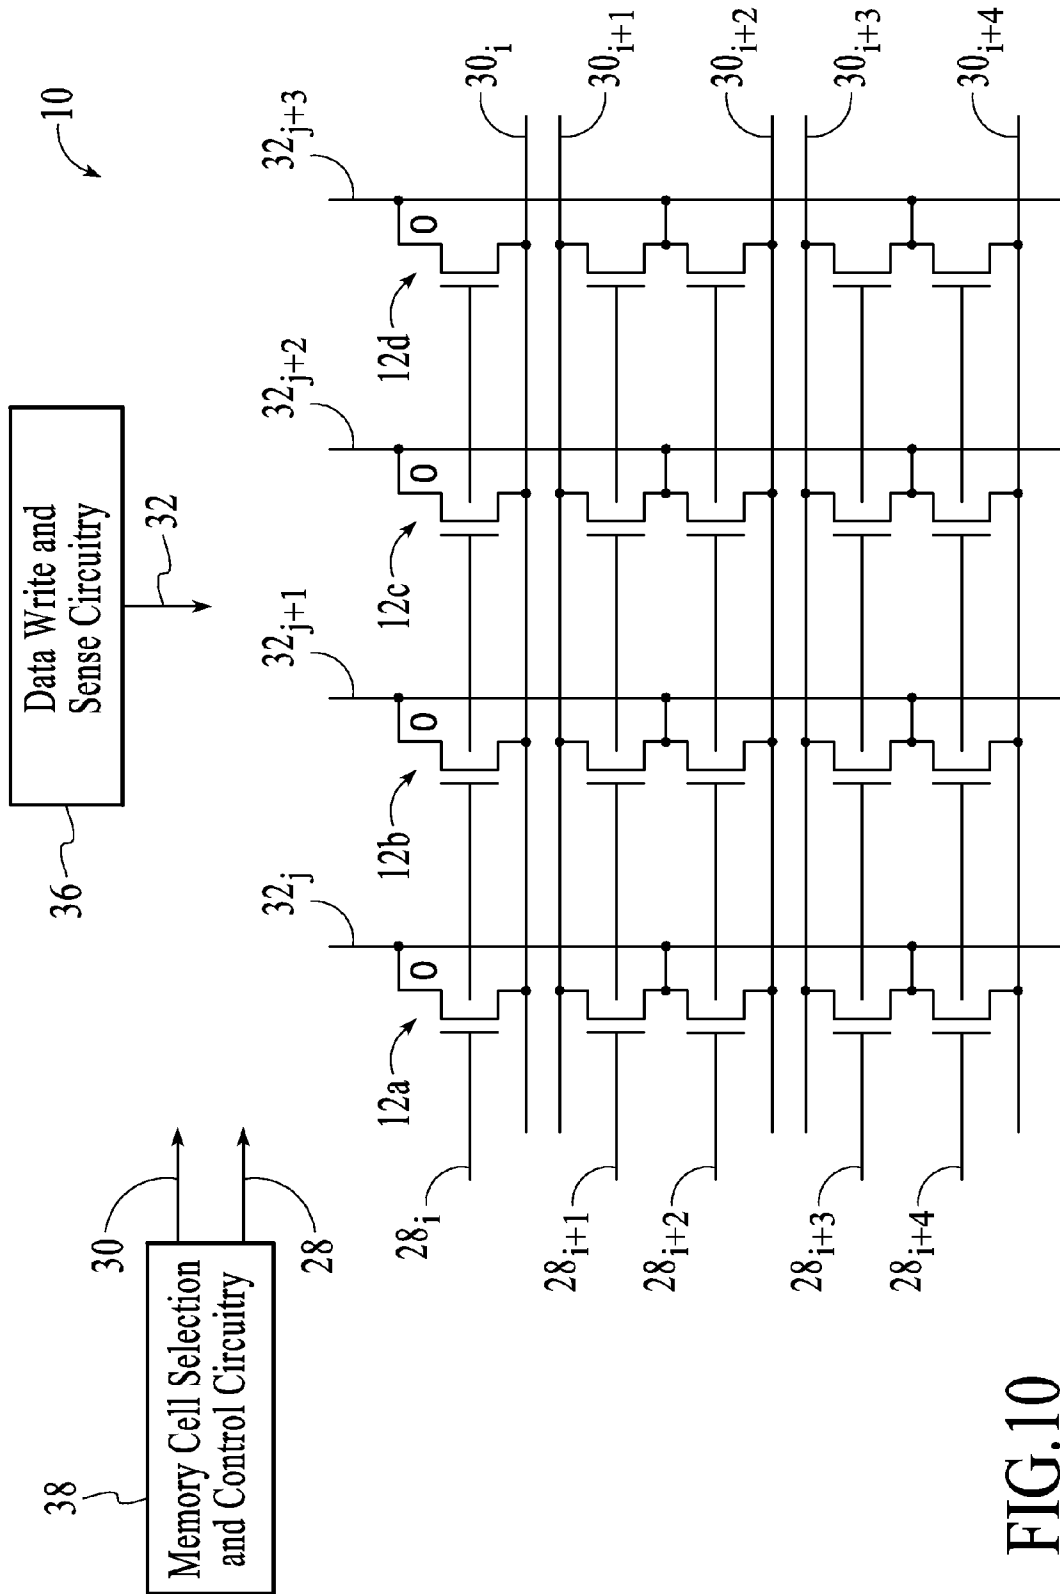 10
Data Write and
Sense Circuitry
36
32
Memory Cell Selection
and Control Circuitry
38
30
28
32j
32j+1
32j+2
32j+3
12a
12b
12c
12d
0
0
0
0
28i
28i+1
28i+2
28i+3
28i+4
30i
30i+1
30i+2
30i+3
30i+4
FIG.10